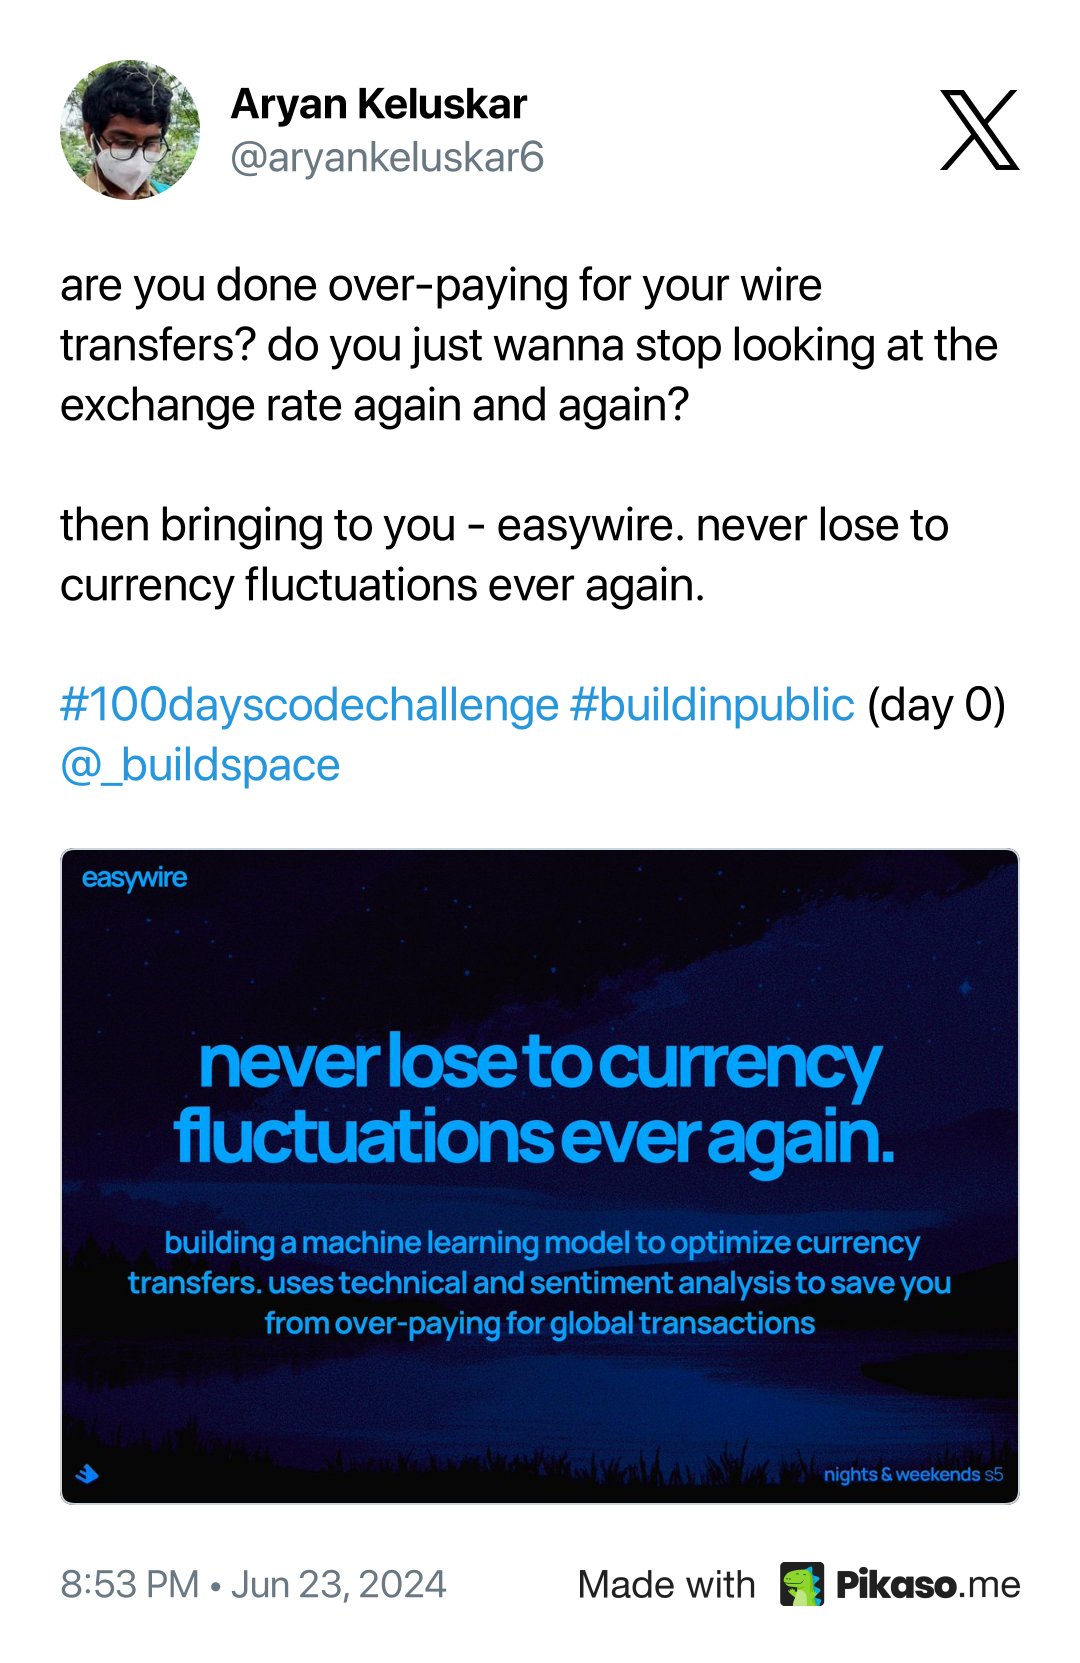 Aryan Keluskar
@aryankeluskar6
are you done over-paying for your wire
transfers? do you just wanna stop looking at the
exchange rate again and again?
then bringing to you - easywire. never lose to
currency fluctuations ever again.
#100dayscodechallenge #buildinpublic (day 0)
@_buildspace
easywire
never lose to currency
fluctuations ever again.
building a machine learning model to optimize currency
transfers. uses technical and sentiment analysis to save you
from over-paying for global transactions
nights & weekends s5
8:53 PM • Jun 23, 2024
Made with Pikaso.me